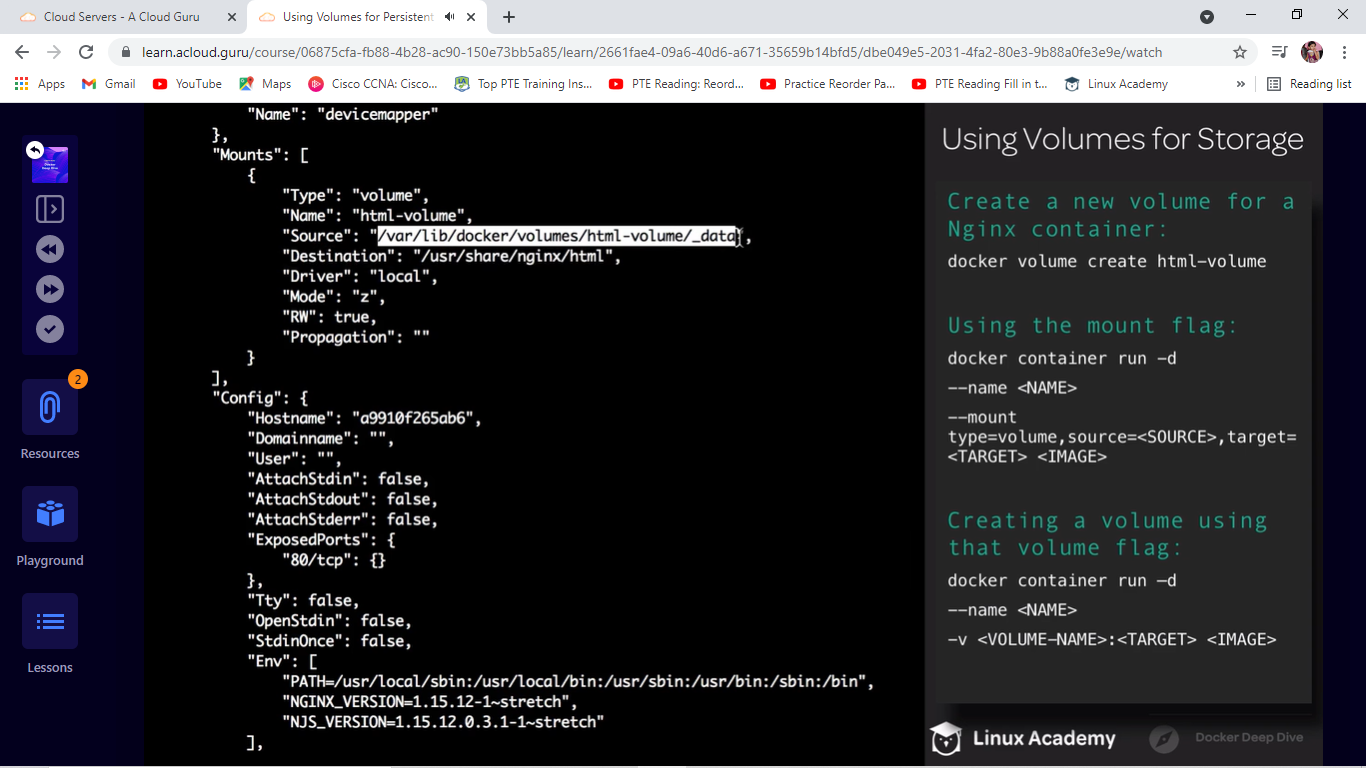 Cloud Servers - A Cloud Guru
Using Volumes for Persistent
learn.acloud.guru/course/06875cfa-fb88-4b28-ac90-150e73bb5a85/learn/2661fae4-09a6-40d6-a671-35659b14bfd5/dbe049e5-2031-4fa2-80e3-9b88a0fe3e9e/watch
Apps Gmail YouTube Maps Cisco CCNA: Cisco... Top PTE Training Ins... PTE Reading: Reord... Practice Reorder Pa... PTE Reading Fill in t... Linux Academy » Reading list
2
Resources
Playground
Lessons
"Name": "devicemapper"
},
"Mounts": [
{
"Type": "volume",
"Name": "html-volume",
"Source": "/var/lib/docker/volumes/html-volume/_data",
"Destination": "/usr/share/nginx/html",
"Driver": "local",
"Mode": "z",
"RW": true,
"Propagation": ""
}
],
"Config": {
"Hostname": "a9910f265ab6",
"Domainname": "",
"User": "",
"AttachStdin": false,
"AttachStdout": false,
"AttachStderr": false,
"ExposedPorts": {
"80/tcp": {}
},
"Tty": false,
"OpenStdin": false,
"StdinOnce": false,
"Env": [
"PATH=/usr/local/sbin:/usr/local/bin:/usr/sbin:/usr/bin:/sbin:/bin",
"NGINX_VERSION=1.15.12-1~stretch",
"NJS_VERSION=1.15.12.0.3.1-1~stretch"
],
Using Volumes for Storage
Create a new volume for a
Nginx container:
docker volume create html-volume
Using the mount flag:
docker container run -d
--name <NAME>
--mount
type=volume,source=<SOURCE>,target=
<TARGET> <IMAGE>
Creating a volume using
that volume flag:
docker container run -d
--name <NAME>
-v <VOLUME-NAME>:<TARGET> <IMAGE>
Linux Academy
Docker Deep Dive